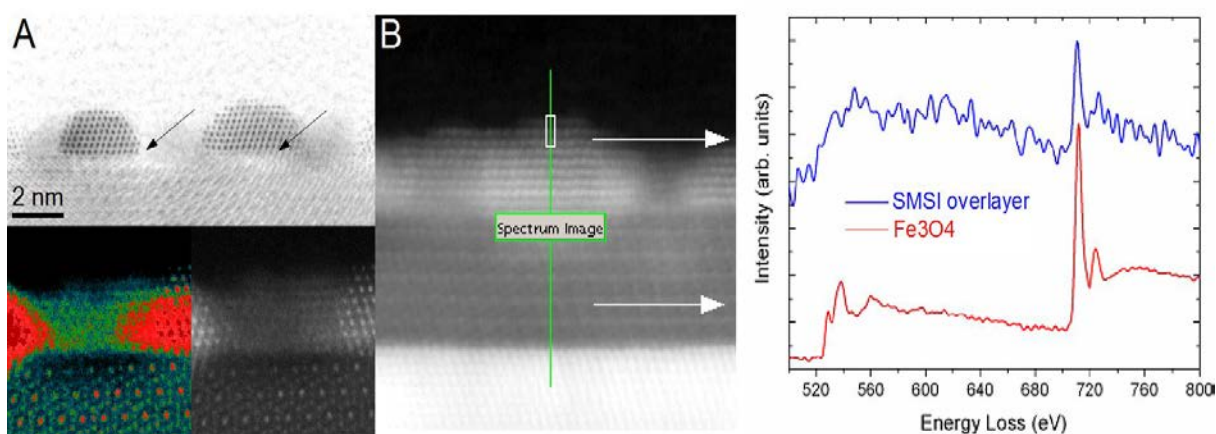 A
2 nm
B
Spectrum Image
Intensity (arb. units)
SMSI overlayer
Fe3O4
520 560 600 640 680 720 760 800
Energy Loss (eV)